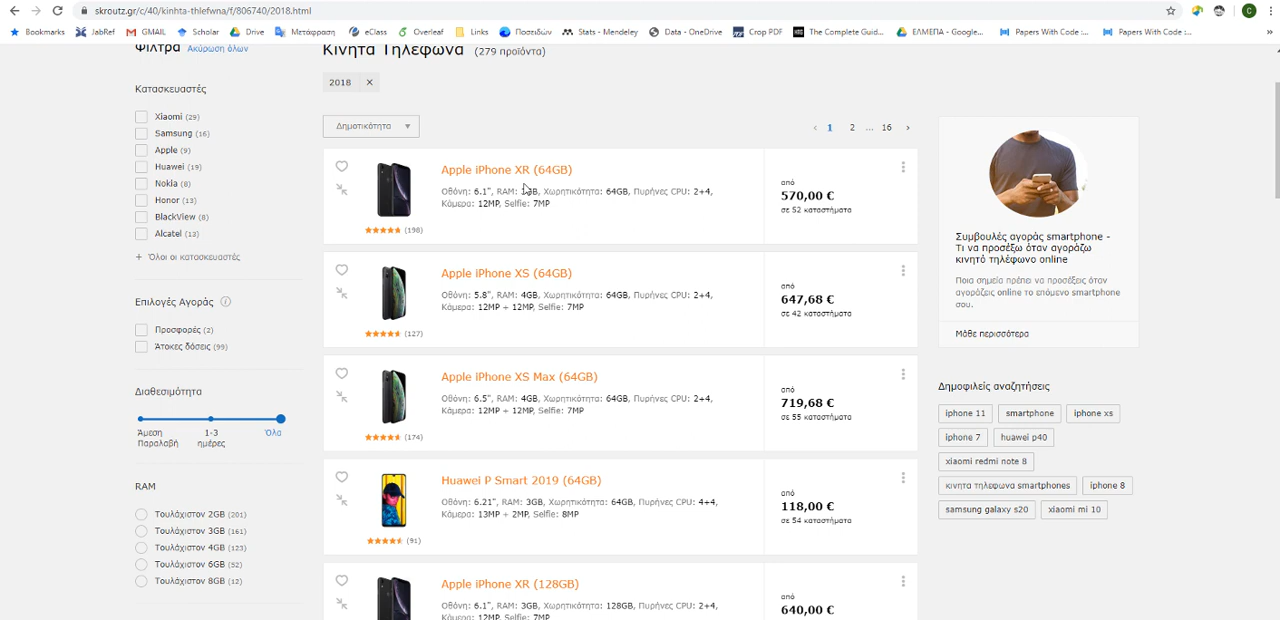 skroutz.gr/c/40/kinhta-thlefwna/f/806740/2018.html
C
Bookmarks JabRef GMAIL Scholar Drive Μετάφραση eClass Overleaf Links Ποσειδών Stats - Mendeley Data - OneDrive Crop PDF The Complete Guid... ΕΛΜΕΠΑ - Google... Papers With Code :... Papers With Code :... »
Φίλτρα Ακύρωση όλων
Κινητά Τηλέφωνα (279 προϊόντα)
2018 ×
Κατασκευαστές
Xiaomi (29)
Samsung (16)
Apple (9)
Huawei (19)
Nokia (8)
Honor (13)
BlackView (8)
Alcatel (13)
+ Όλοι οι κατασκευαστές
Επιλογές Αγοράς i
Προσφορές (2)
Άτοκες δόσεις (99)
Διαθεσιμότητα
Άμεση Παραλαβή
1-3 ημέρες
Όλα
RAM
Τουλάχιστον 2GB (201)
Τουλάχιστον 3GB (161)
Τουλάχιστον 4GB (123)
Τουλάχιστον 6GB (52)
Τουλάχιστον 8GB (12)
Δημοτικότητα ▼
‹ 1 2 ... 16 ›
Apple iPhone XR (64GB)
Οθόνη: 6.1", RAM: GB, Χωρητικότητα: 64GB, Πυρήνες CPU: 2+4,
Κάμερα: 12MP, Selfie: 7MP
(198)
από
570,00 €
σε 52 καταστήματα
Apple iPhone XS (64GB)
Οθόνη: 5.8", RAM: 4GB, Χωρητικότητα: 64GB, Πυρήνες CPU: 2+4,
Κάμερα: 12MP + 12MP, Selfie: 7MP
(127)
από
647,68 €
σε 42 καταστήματα
Apple iPhone XS Max (64GB)
Οθόνη: 6.5", RAM: 4GB, Χωρητικότητα: 64GB, Πυρήνες CPU: 2+4,
Κάμερα: 12MP + 12MP, Selfie: 7MP
(174)
από
719,68 €
σε 55 καταστήματα
Huawei P Smart 2019 (64GB)
Οθόνη: 6.21", RAM: 3GB, Χωρητικότητα: 64GB, Πυρήνες CPU: 4+4,
Κάμερα: 13MP + 2MP, Selfie: 8MP
(91)
από
118,00 €
σε 54 καταστήματα
Apple iPhone XR (128GB)
Οθόνη: 6.1", RAM: 3GB, Χωρητικότητα: 128GB, Πυρήνες CPU: 2+4,
Κάμερα: 12MP, Selfie: 7MP
από
640,00 €
Συμβουλές αγοράς smartphone -
Τι να προσέξω όταν αγοράζω
κινητό τηλέφωνο online
Ποια σημεία πρέπει να προσέξεις όταν
αγοράζεις online το επόμενο smartphone
σου.
Μάθε περισσότερα
Δημοφιλείς αναζητήσεις
iphone 11 smartphone iphone xs
iphone 7 huawei p40
xiaomi redmi note 8
κινητα τηλεφωνα smartphones iphone 8
samsung galaxy s20 xiaomi mi 10